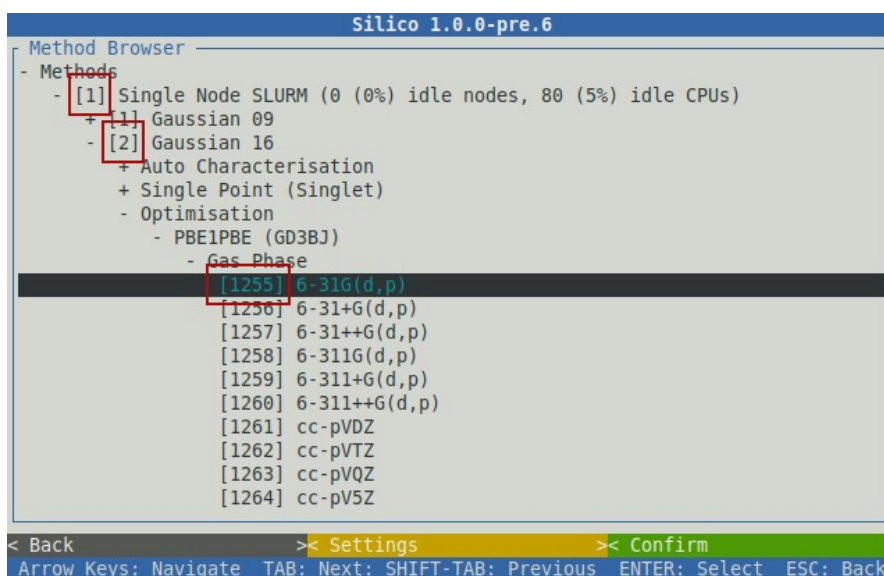 Silico 1.0.0-pre.6
Method Browser
- Methods
- [1] Single Node SLURM (0 (0%) idle nodes, 80 (5%) idle CPUs)
+ [1] Gaussian 09
- [2] Gaussian 16
+ Auto Characterisation
+ Single Point (Singlet)
- Optimisation
- PBE1PBE (GD3BJ)
- Gas Phase
[1255] 6-31G(d,p)
[1256] 6-31+G(d,p)
[1257] 6-31++G(d,p)
[1258] 6-311G(d,p)
[1259] 6-311+G(d,p)
[1260] 6-311++G(d,p)
[1261] cc-pVDZ
[1262] cc-pVTZ
[1263] cc-pVQZ
[1264] cc-pV5Z
< Back >< Settings >< Confirm
Arrow Keys: Navigate TAB: Next: SHIFT-TAB: Previous ENTER: Select ESC: Back